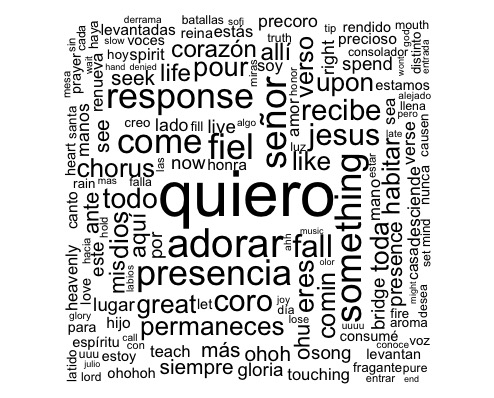 derrama batallas sofi mouth
sin cada haya levantadas reina estás precoro tip rendido god
slow voces truth precioso entrada
mesa prayer wait hoy spirit corazón allí verso right consolador wont distinto
renueva seek life pour miras soy spend estamos
hand denied response honor upon alejado
heart santa manos creo lado fill live algo señor amor recibe sea llena
see come fiel luz jesus pero causen
chorus las now honra like late verse nunca
rain mas falla quiero estar habitar
canto ante todo mano
hold music something toda desciende
hacia este misdios aquí por adorar ahh fall presence casa set mind
heavenly love labios presencia eres olor comin bridge might
glory lugar great let coro joy día fire desea
para hijo permaneces lose ohue uuuu consumé aroma
espíritu call con conoce voz
latido uuu estoy teach más ohoh osong levantan
julio siempre gloria touching fragante pure
lord ohohoh entrar end